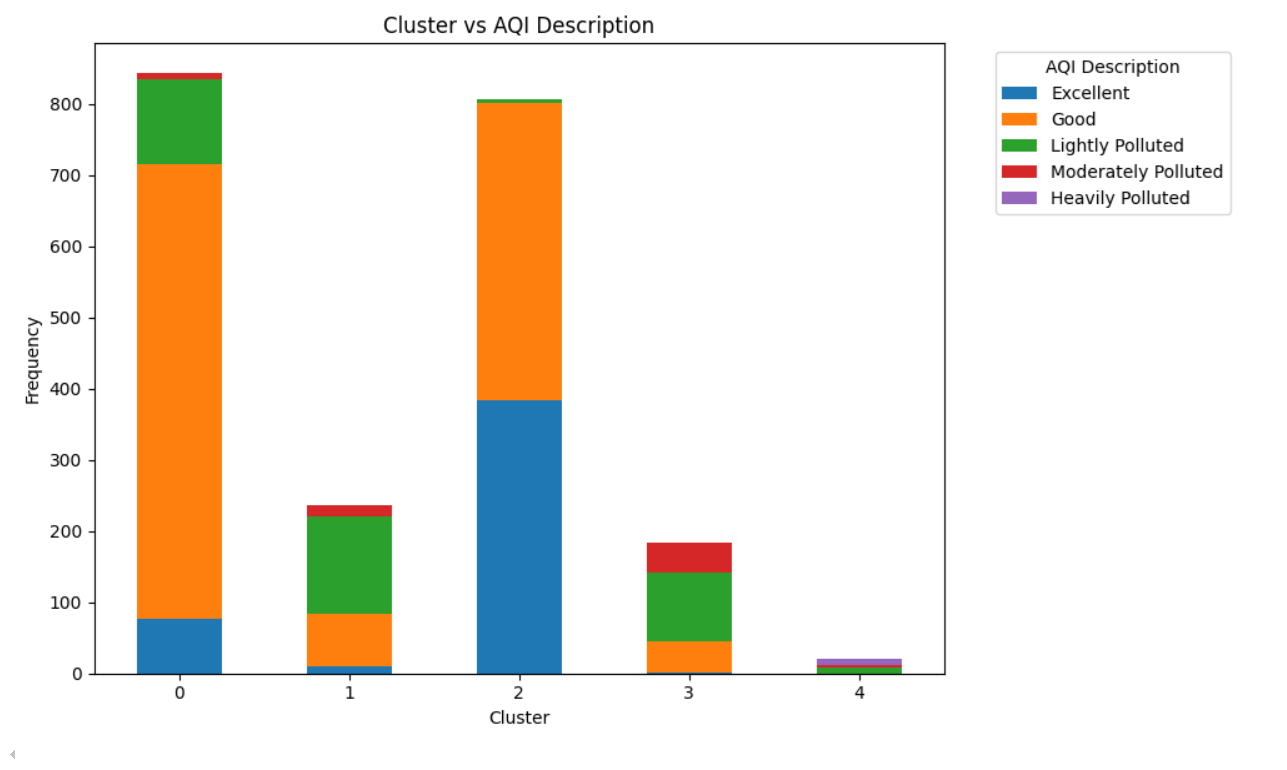 Cluster vs AQI Description
AQI Description
Excellent
Good
Lightly Polluted
Moderately Polluted
Heavily Polluted
Frequency
800
700
600
500
400
300
200
100
0
0 1 2 3 4
Cluster